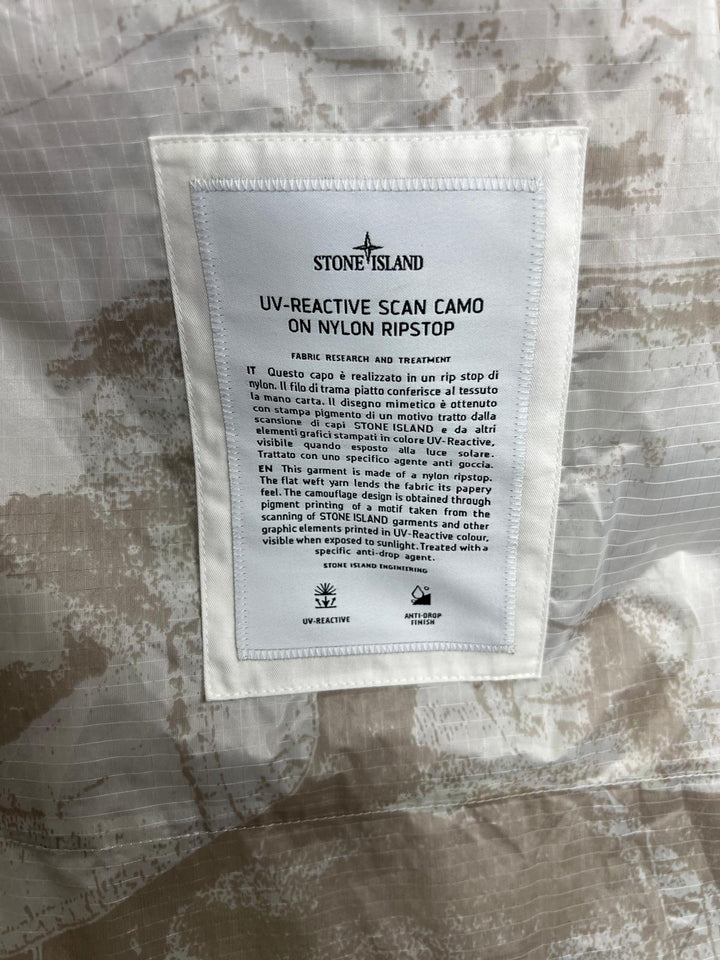 STONE ISLAND
UV-REACTIVE SCAN CAMO
ON NYLON RIPSTOP
FABRIC RESEARCH AND TREATMENT
IT Questo capo è realizzato in un rip stop di
nylon. Il filo di trama piatto conferisce al tessuto
la mano carta. Il disegno mimetico è ottenuto
con stampa pigmento di un motivo tratto dalla
scansione di capi STONE ISLAND e da altri
elementi grafici stampati in colore UV-Reactive,
visibile quando esposto alla luce solare.
Trattato con uno specifico agente anti goccia.
EN This garment is made of a nylon ripstop.
The flat weft yarn lends the fabric its papery
feel. The camouflage design is obtained through
pigment printing of a motif taken from the
scanning of STONE ISLAND garments and other
graphic elements printed in UV-Reactive colour,
visible when exposed to sunlight. Treated with a
specific anti-drop agent.
STONE ISLAND ENGINEERING
UV-REACTIVE
ANTI-DROP
FINISH